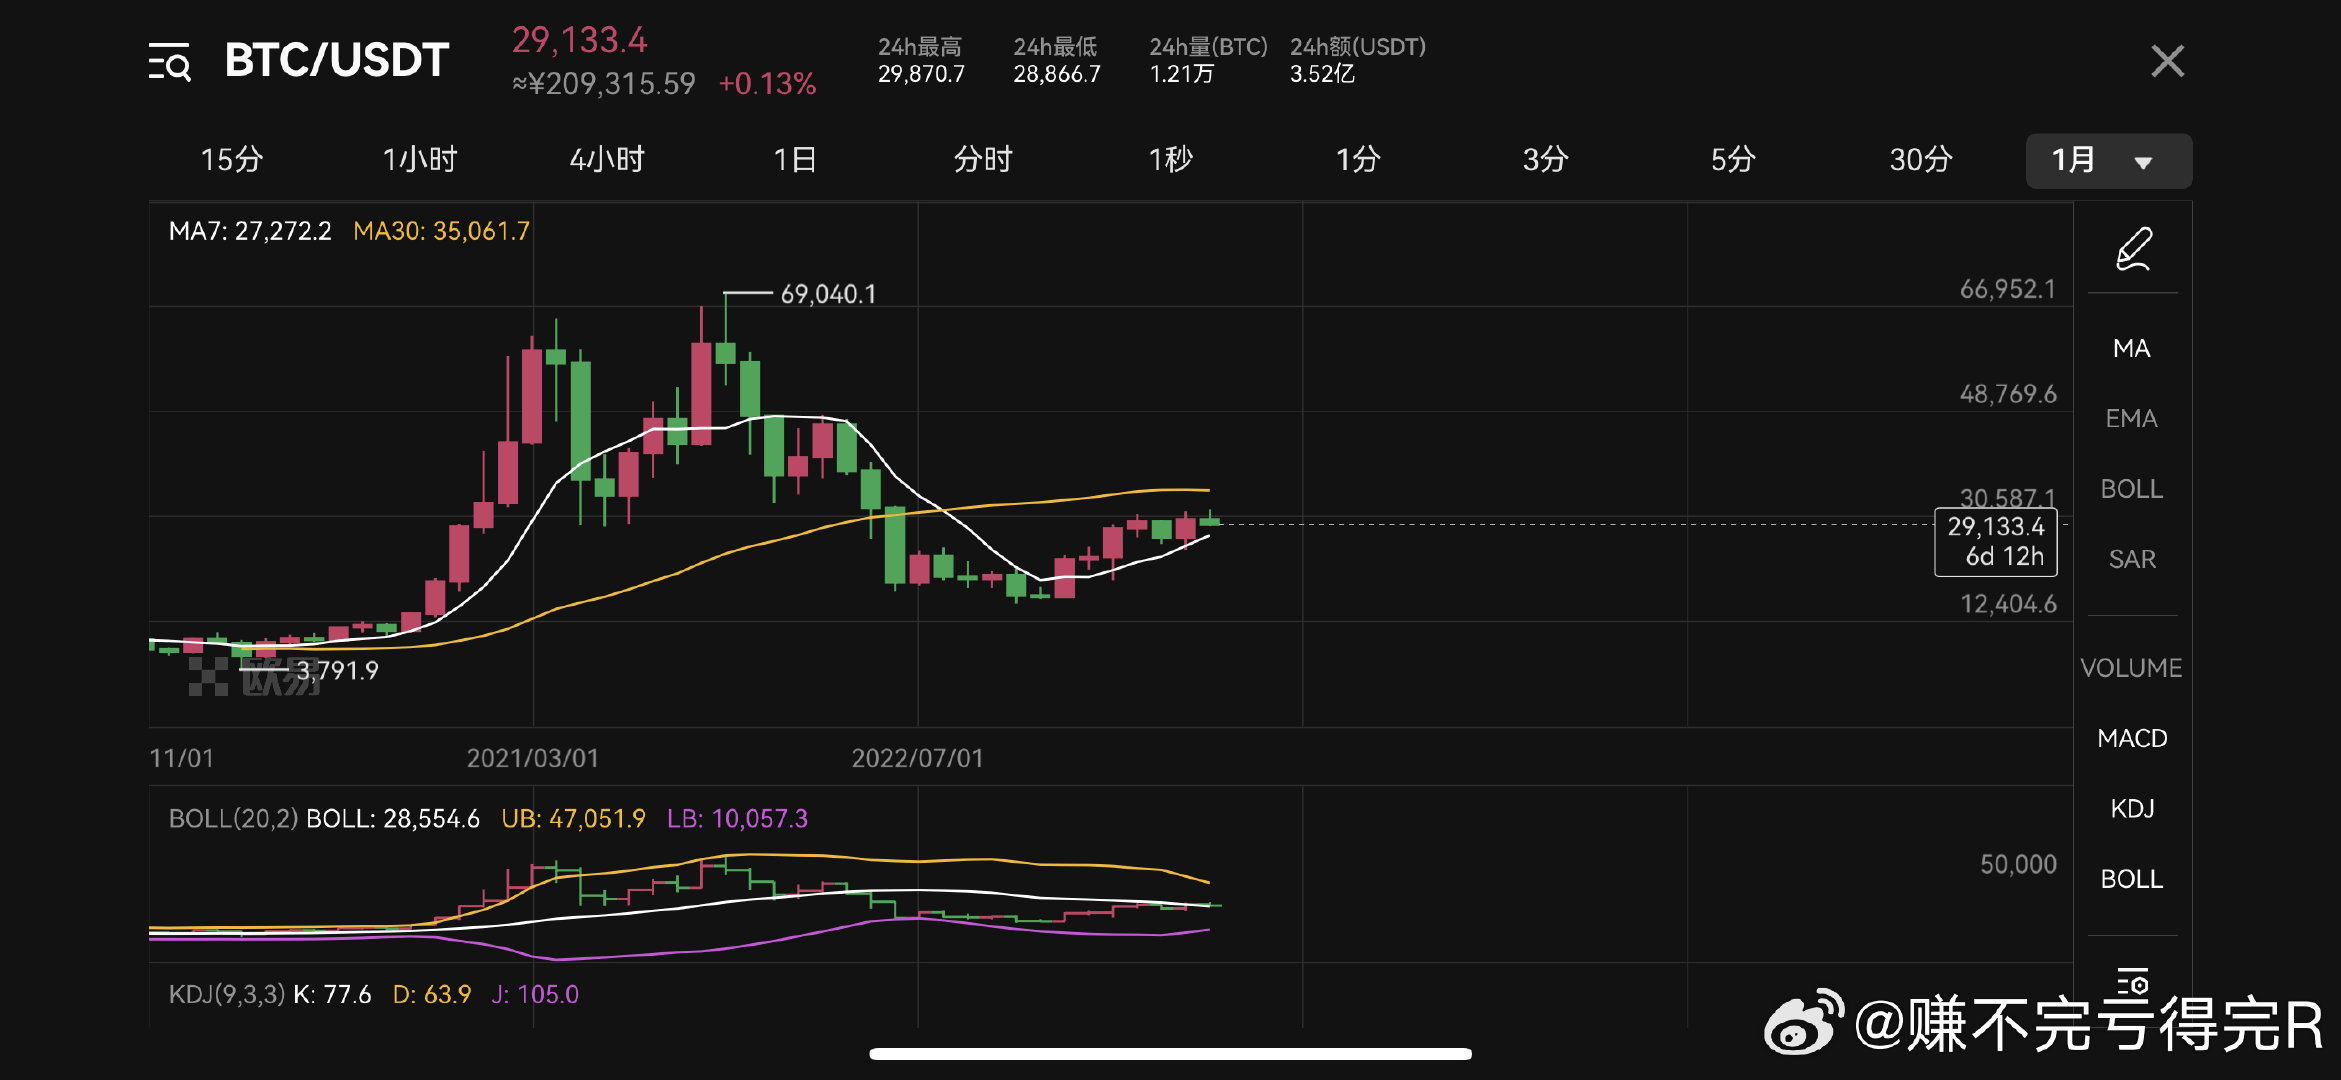 BTC/USDT
29,133.4
≈¥209,315.59 +0.13%
24h最高 24h最低 24h量(BTC) 24h额(USDT)
29,870.7 28,866.7 1.21万 3.52亿
15分 1小时 4小时 1日 分时 1秒 1分 3分 5分 30分 1月
MA7: 27,272.2 MA30: 35,061.7
69,040.1
66,952.1
48,769.6
30,587.1
29,133.4
6d 12h
12,404.6
3,791.9
欧易
11/01 2021/03/01 2022/07/01
BOLL(20,2) BOLL: 28,554.6 UB: 47,051.9 LB: 10,057.3
50,000
KDJ(9,3,3) K: 77.6 D: 63.9 J: 105.0
MA
EMA
BOLL
SAR
VOLUME
MACD
KDJ
BOLL
@赚不完亏得完R